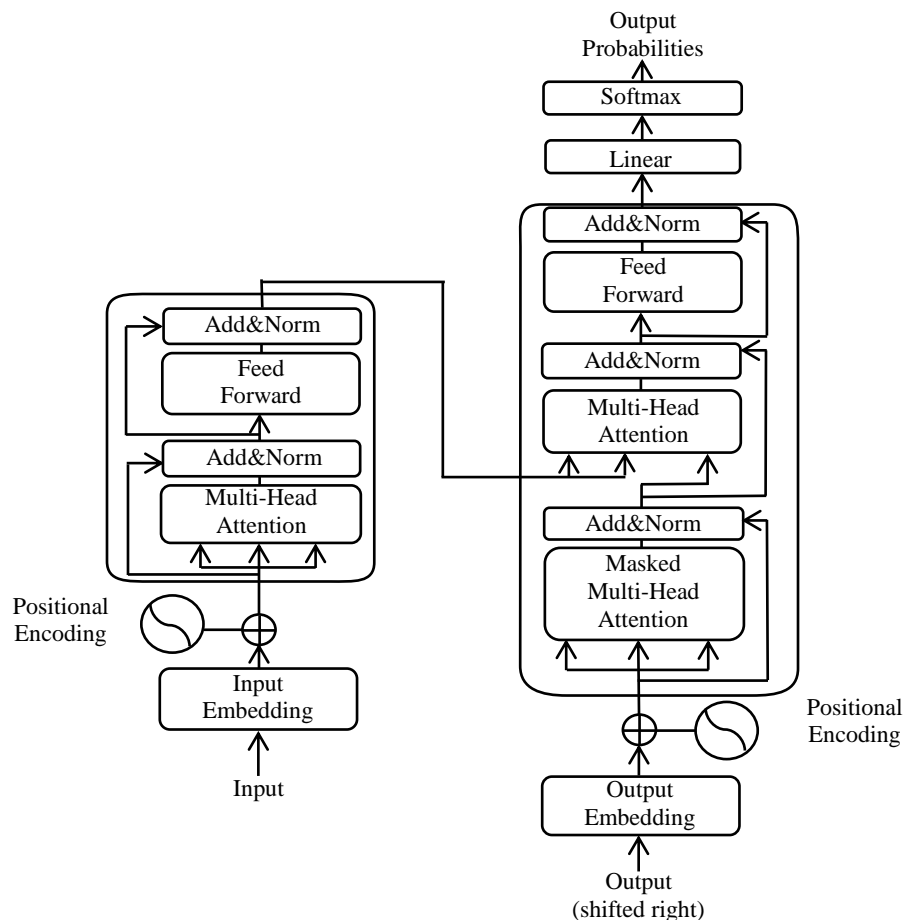 Output
Probabilities
Softmax
Linear
Add&Norm
Feed
Forward
Add&Norm
Multi-Head
Attention
Add&Norm
Masked
Multi-Head
Attention
Positional
Encoding
Output
Embedding
Output
(shifted right)
Add&Norm
Feed
Forward
Add&Norm
Multi-Head
Attention
Positional
Encoding
Input
Embedding
Input